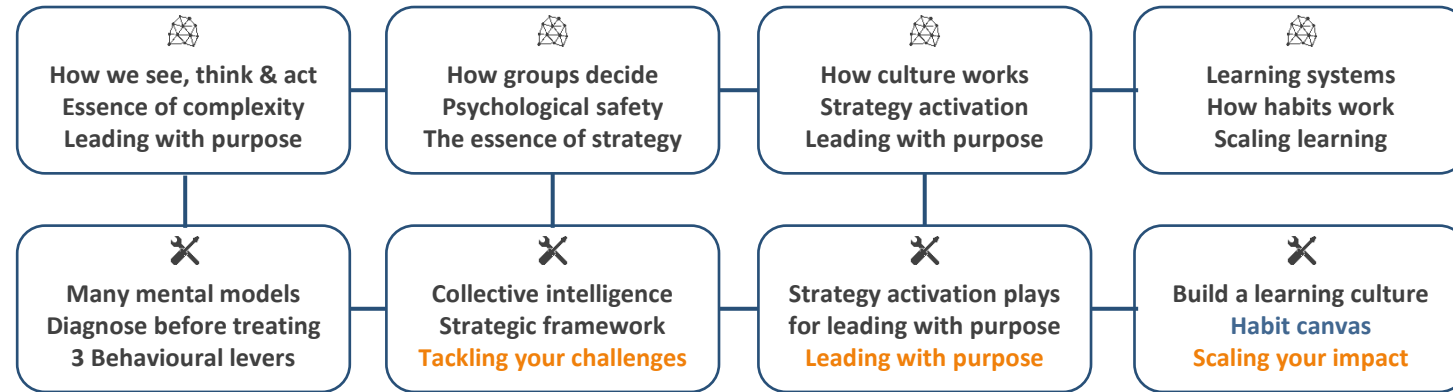 How we see, think & act
Essence of complexity
Leading with purpose
How groups decide
Psychological safety
The essence of strategy
How culture works
Strategy activation
Leading with purpose
Learning systems
How habits work
Scaling learning
Many mental models
Diagnose before treating
3 Behavioural levers
Collective intelligence
Strategic framework
Tackling your challenges
Strategy activation plays
for leading with purpose
Leading with purpose
Build a learning culture
Habit canvas
Scaling your impact